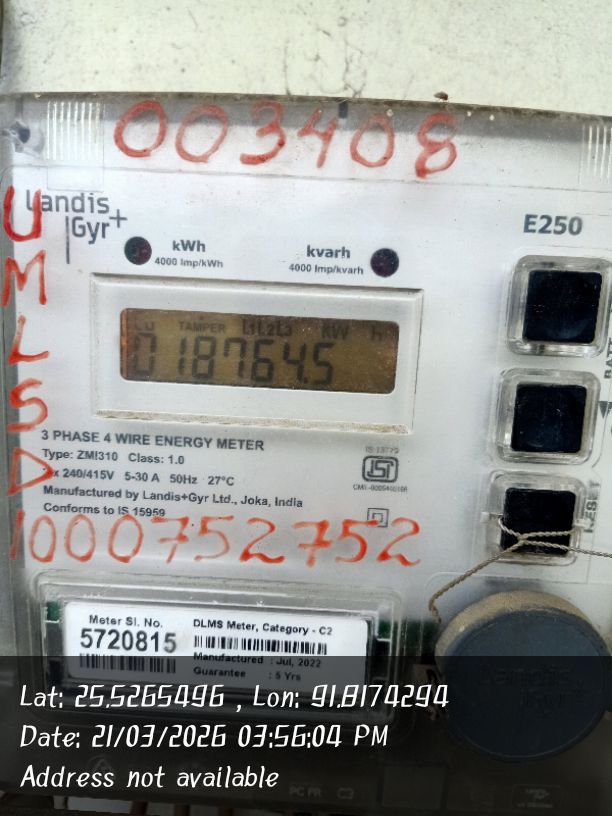 003408
Landis
Gyr+
E250
kWh
4000 Imp/kWh
kvarh
4000 Imp/kvarh
TAMPER L1L2L3 KW h
018764.5
UMLSD
3 PHASE 4 WIRE ENERGY METER
Type: ZMI310 Class: 1.0
240/415V 5-30 A 50Hz 27°C
Manufactured by Landis+Gyr Ltd., Joka, India
Conforms to IS 15959
RESET
1000752752
Meter Sl. No.
5720815
DLMS Meter, Category - C2
Manufactured : Jul, 2022
Guarantee : 5 Yrs
Lat: 25.5265496 , Lon: 91.8174294
Date: 21/03/2026 03:56:04 PM
Address not available